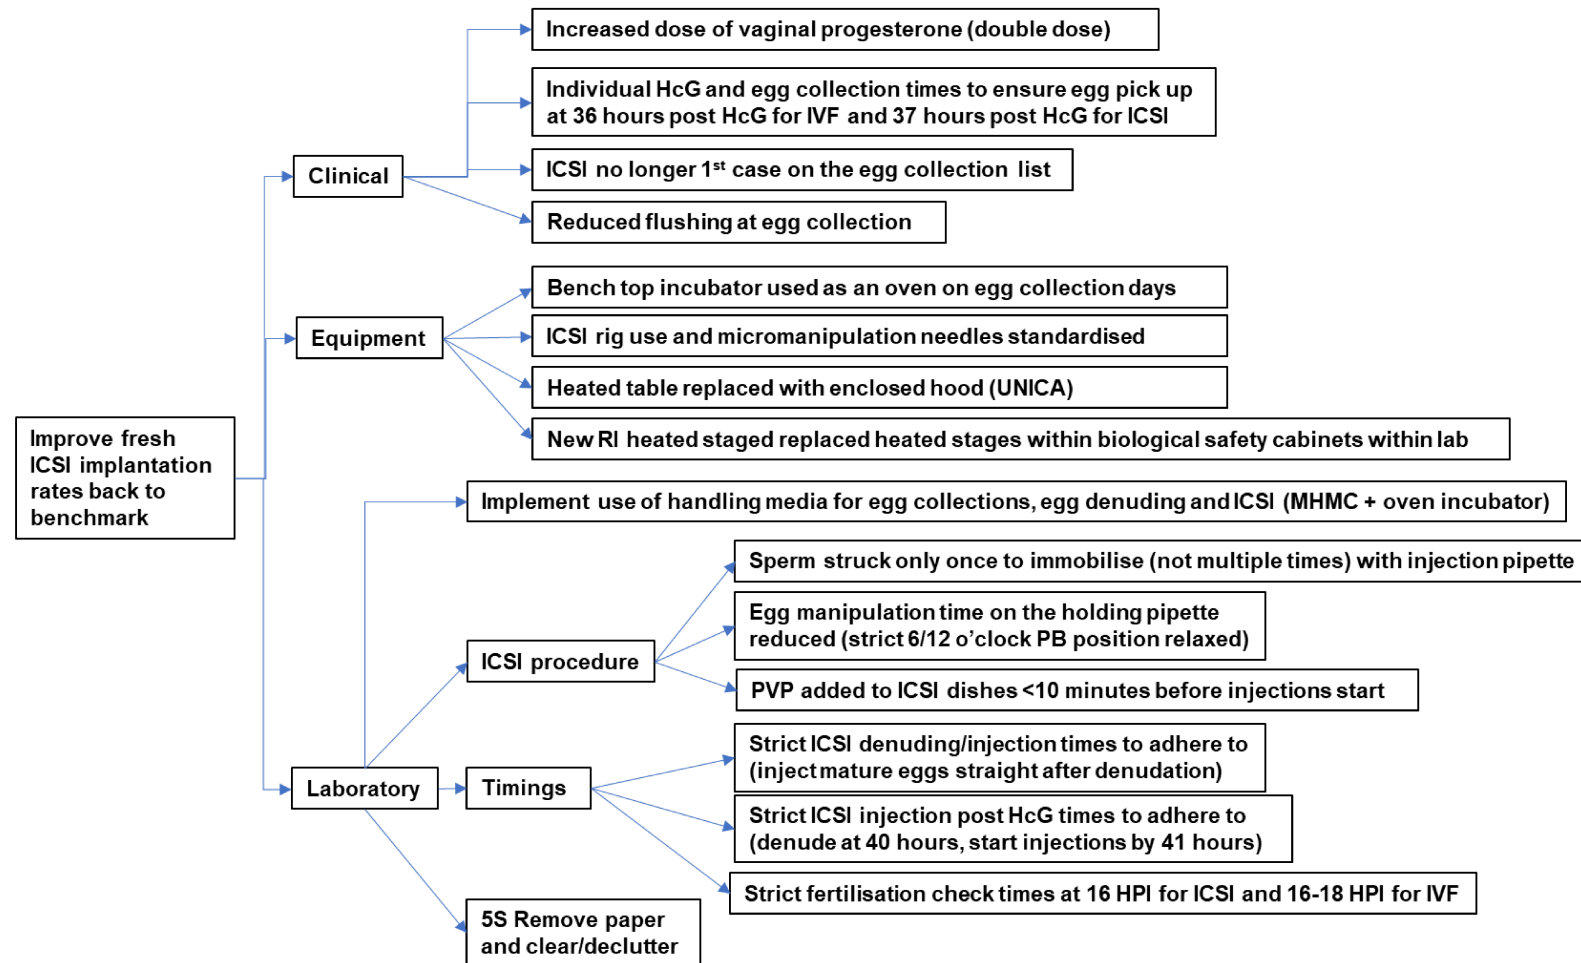 Increased dose of vaginal progesterone (double dose)
Individual HcG and egg collection times to ensure egg pick up
at 36 hours post HcG for IVF and 37 hours post HcG for ICSI
Clinical
ICSI no longer 1st case on the egg collection list
Reduced flushing at egg collection
Bench top incubator used as an oven on egg collection days
Equipment
ICSI rig use and micromanipulation needles standardised
Heated table replaced with enclosed hood (UNICA)
New RI heated staged replaced heated stages within biological safety cabinets within lab
Improve fresh
ICSI implantation
rates back to
benchmark
Implement use of handling media for egg collections, egg denuding and ICSI (MHMC + oven incubator)
Sperm struck only once to immobilise (not multiple times) with injection pipette
Egg manipulation time on the holding pipette
reduced (strict 6/12 o’clock PB position relaxed)
ICSI procedure
PVP added to ICSI dishes <10 minutes before injections start
Strict ICSI denuding/injection times to adhere to
(inject mature eggs straight after denudation)
Laboratory
Timings
Strict ICSI injection post HcG times to adhere to
(denude at 40 hours, start injections by 41 hours)
Strict fertilisation check times at 16 HPI for ICSI and 16-18 HPI for IVF
5S Remove paper
and clear/declutter